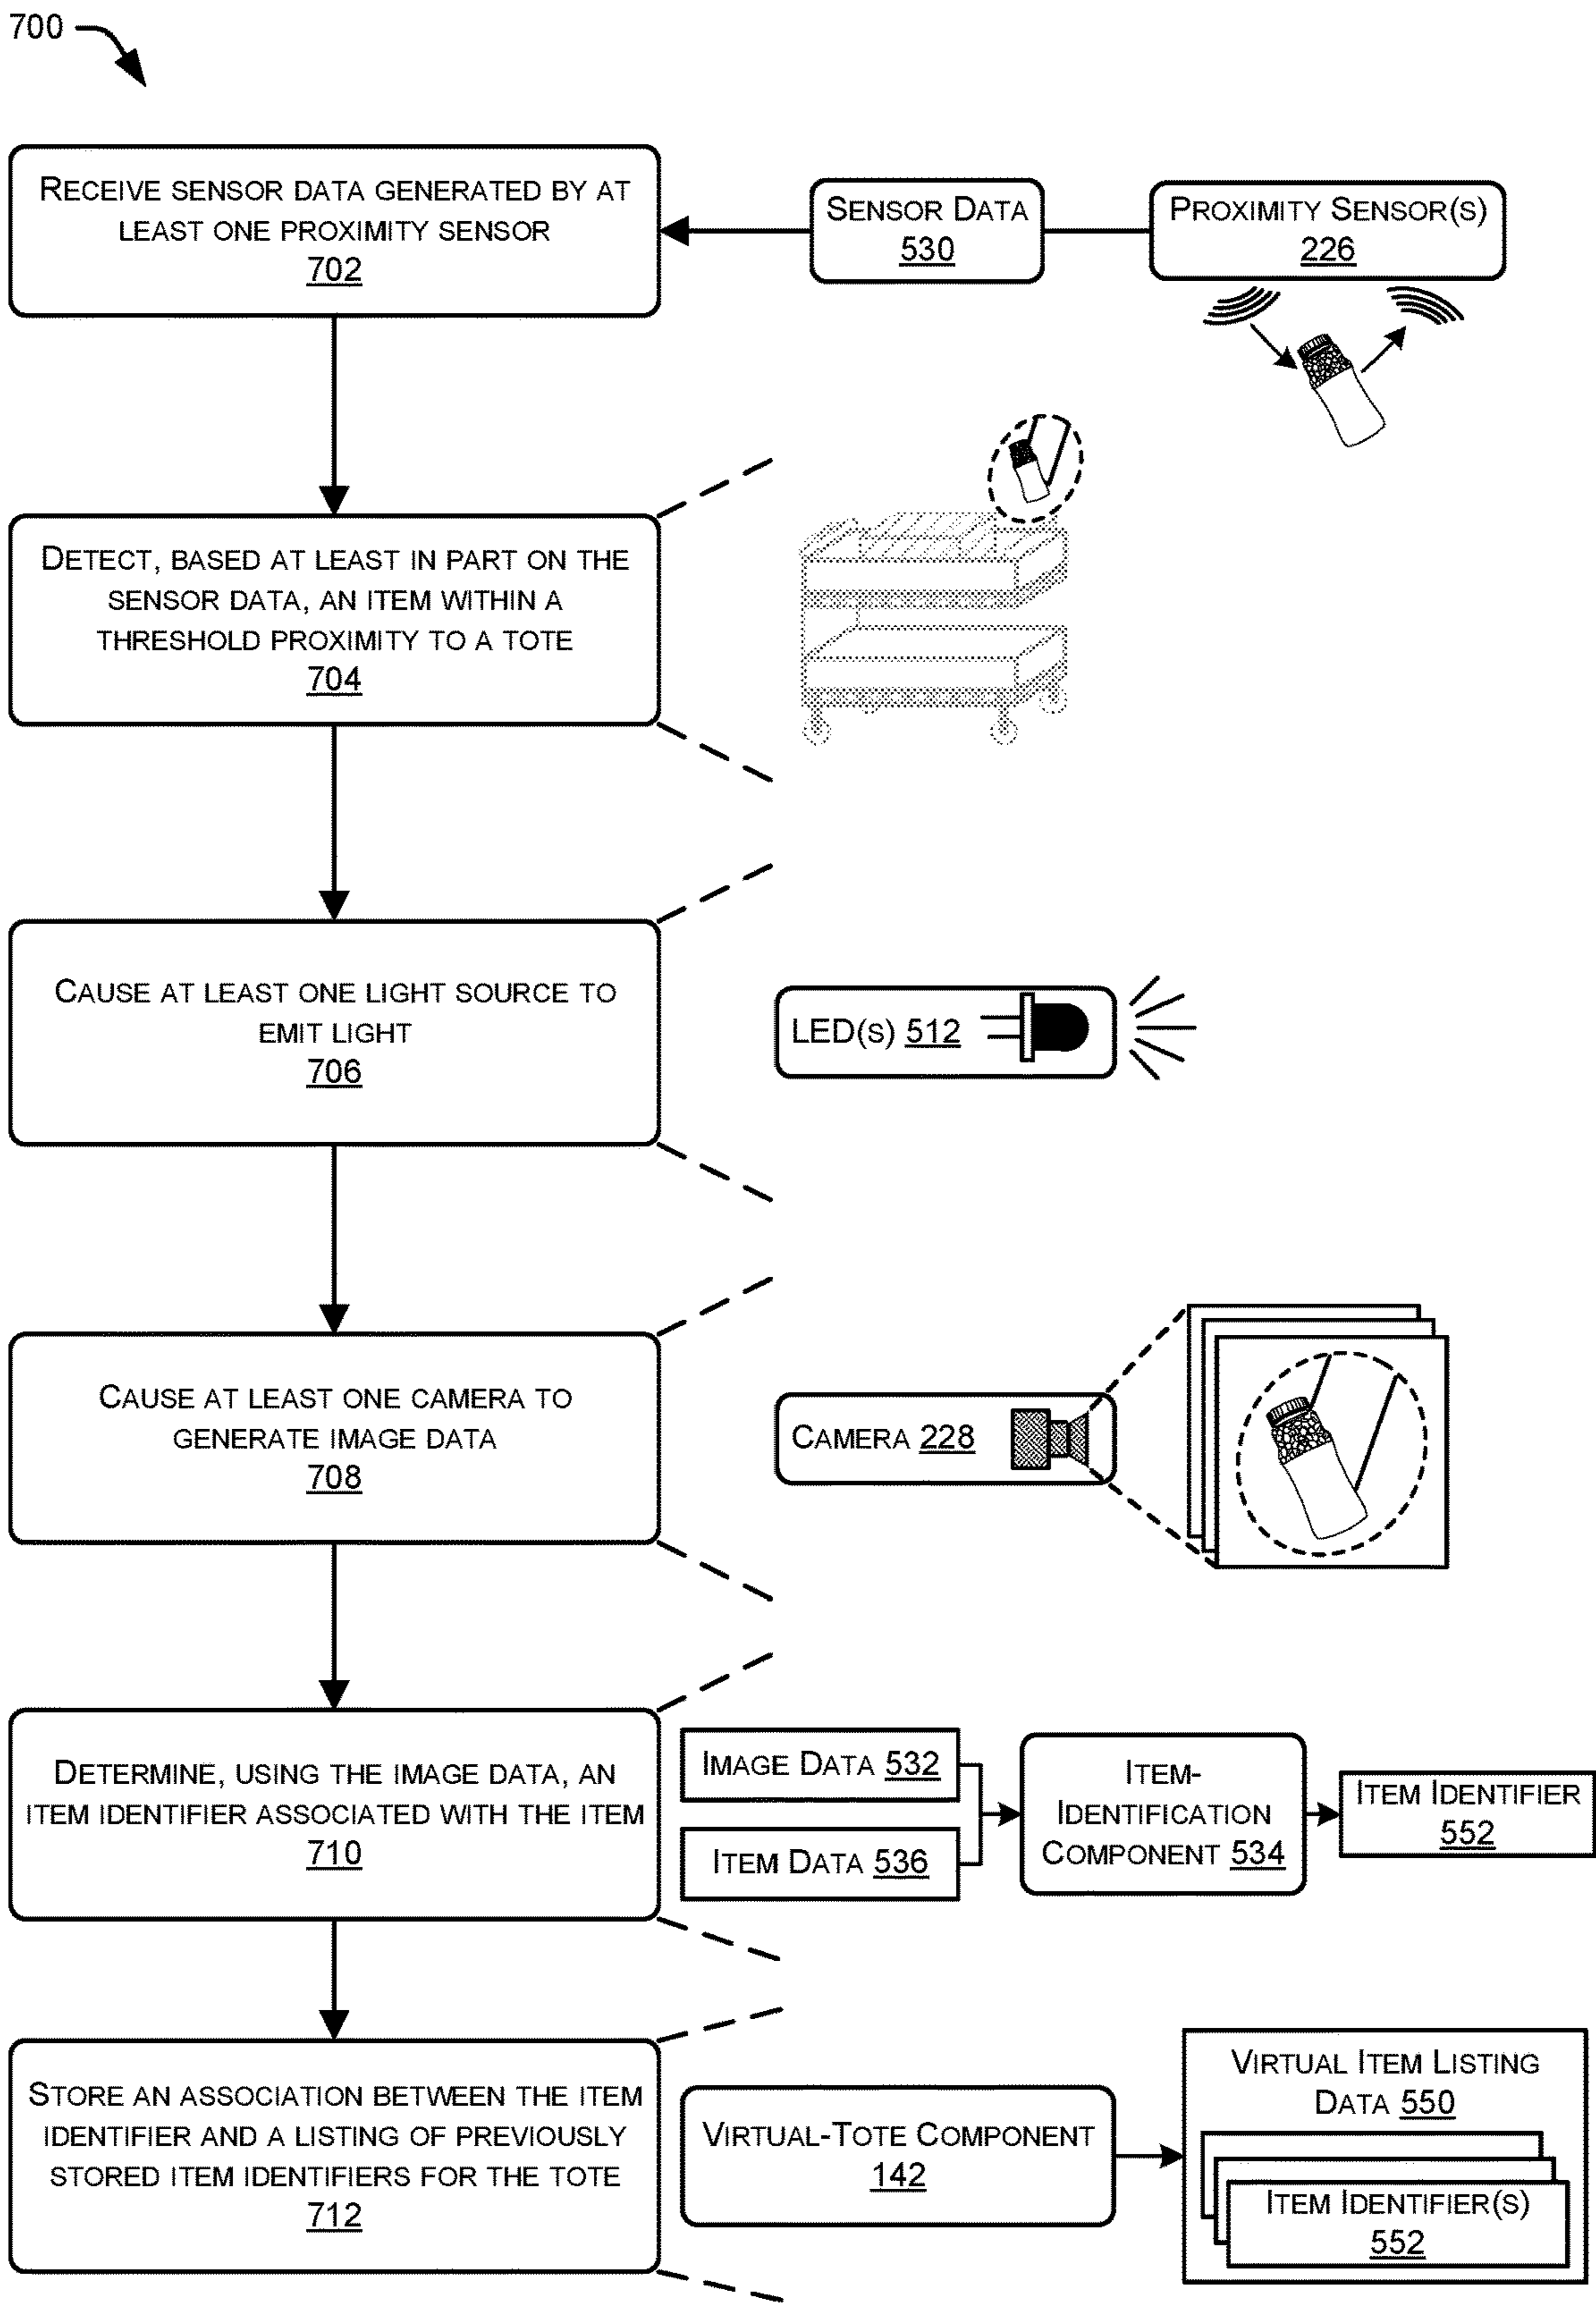 700
RECEIVE SENSOR DATA GENERATED BY AT
LEAST ONE PROXIMITY SENSOR
702
SENSOR DATA
530
PROXIMITY SENSOR(S)
226
DETECT, BASED AT LEAST IN PART ON THE
SENSOR DATA, AN ITEM WITHIN A
THRESHOLD PROXIMITY TO A TOTE
704
CAUSE AT LEAST ONE LIGHT SOURCE TO
EMIT LIGHT
706
LED(S) 512
CAUSE AT LEAST ONE CAMERA TO
GENERATE IMAGE DATA
708
CAMERA 228
DETERMINE, USING THE IMAGE DATA, AN
ITEM IDENTIFIER ASSOCIATED WITH THE ITEM
710
IMAGE DATA 532
ITEM DATA 536
ITEM-
IDENTIFICATION
COMPONENT 534
ITEM IDENTIFIER
552
STORE AN ASSOCIATION BETWEEN THE ITEM
IDENTIFIER AND A LISTING OF PREVIOUSLY
STORED ITEM IDENTIFIERS FOR THE TOTE
712
VIRTUAL-TOTE COMPONENT
142
VIRTUAL ITEM LISTING
DATA 550
ITEM IDENTIFIER(S)
552